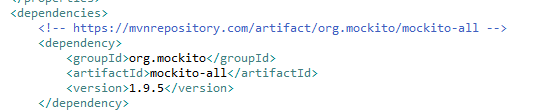 </properties>
<dependencies>
<!-- https://mvnrepository.com/artifact/org.mockito/mockito-all -->
<dependency>
<groupId>org.mockito</groupId>
<artifactId>mockito-all</artifactId>
<version>1.9.5</version>
</dependency>